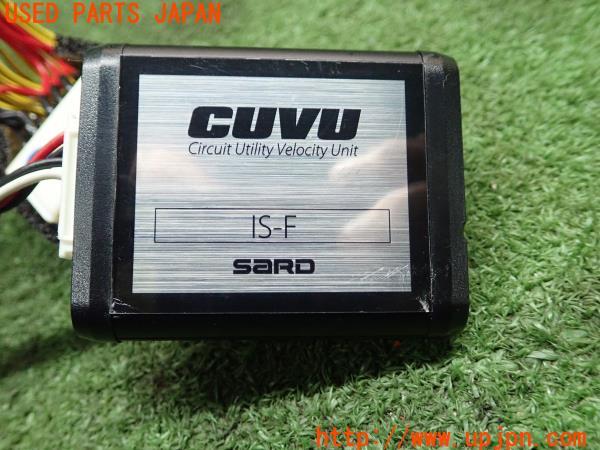 USED PARTS JAPAN
CUVU
Circuit Utility Velocity Unit
IS-F
SARD
http://www.upjpn.com/